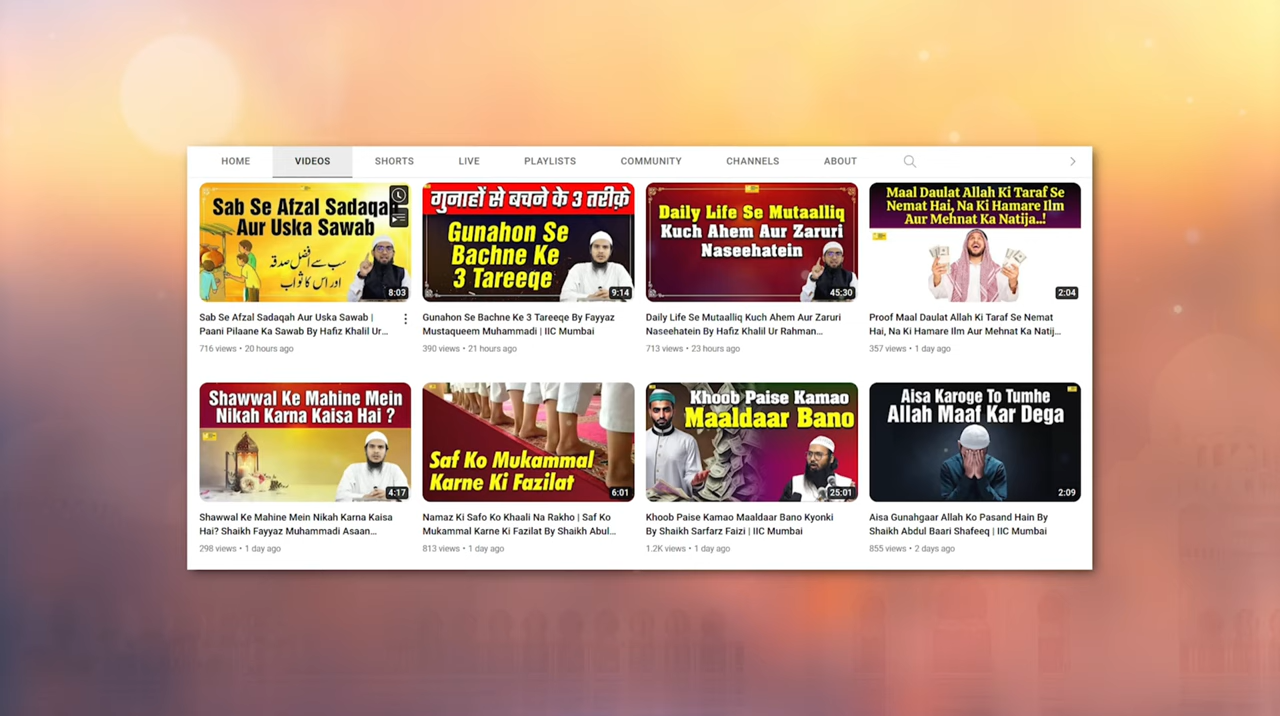 HOME VIDEOS SHORTS LIVE PLAYLISTS COMMUNITY CHANNELS ABOUT
Sab Se Afzal Sadaqah
Aur Uska Sawab
سب سے افضل صدقہ
اور اس کا ثواب
8:03
Sab Se Afzal Sadaqah Aur Uska Sawab |
Paani Pilaane Ka Sawab By Hafiz Khalil Ur...
716 views • 20 hours ago
गुनाहों से बचने के 3 तरीक़े
Gunahon Se
Bachne Ke
3 Tareeqe
9:14
Gunahon Se Bachne Ke 3 Tareeqe By Fayyaz
Mustaqueem Muhammadi | IIC Mumbai
390 views • 21 hours ago
Daily Life Se Mutaalliq
Kuch Ahem Aur Zaruri
Naseehatein
45:30
Daily Life Se Mutaalliq Kuch Ahem Aur Zaruri
Naseehatein By Hafiz Khalil Ur Rahman...
713 views • 23 hours ago
Maal Daulat Allah Ki Taraf Se
Nemat Hai, Na Ki Hamare Ilm
Aur Mehnat Ka Natija..!
2:04
Proof Maal Daulat Allah Ki Taraf Se Nemat
Hai, Na Ki Hamare Ilm Aur Mehnat Ka Natij...
357 views • 1 day ago
Shawwal Ke Mahine Mein
Nikah Karna Kaisa Hai ?
4:17
Shawwal Ke Mahine Mein Nikah Karna Kaisa
Hai? Shaikh Fayyaz Muhammadi Asaan...
298 views • 1 day ago
Saf Ko Mukammal
Karne Ki Fazilat
6:01
Namaz Ki Safo Ko Khaali Na Rakho | Saf Ko
Mukammal Karne Ki Fazilat By Shaikh Abul...
813 views • 1 day ago
Khoob Paise Kamao
Maaldaar Bano
25:01
Khoob Paise Kamao Maaldaar Bano Kyonki
By Shaikh Sarfarz Faizi | IIC Mumbai
1.2K views • 1 day ago
Aisa Karoge To Tumhe
Allah Maaf Kar Dega
2:09
Aisa Gunahgaar Allah Ko Pasand Hain By
Shaikh Abdul Baari Shafeeq | IIC Mumbai
855 views • 2 days ago